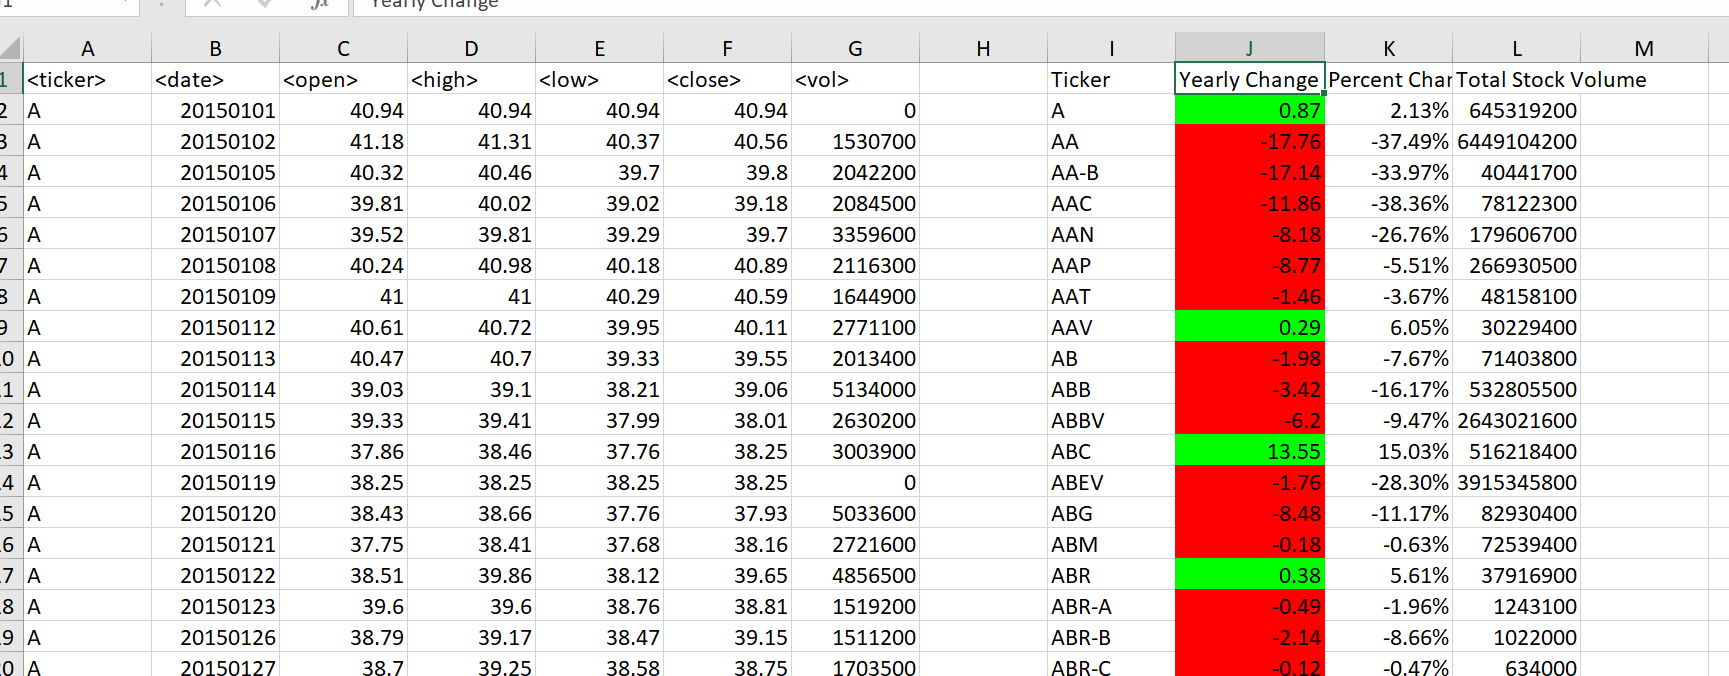 Yearly Change
A B C D E F G H I J K L M
1 <ticker> <date> <open> <high> <low> <close> <vol> Ticker Yearly Change Percent Char Total Stock Volume
2 A 20150101 40.94 40.94 40.94 40.94 0 A 0.87 2.13% 645319200
3 A 20150102 41.18 41.31 40.37 40.56 1530700 AA -17.76 -37.49% 6449104200
4 A 20150105 40.32 40.46 39.7 39.8 2042200 AA-B -17.14 -33.97% 40441700
5 A 20150106 39.81 40.02 39.02 39.18 2084500 AAC -11.86 -38.36% 78122300
6 A 20150107 39.52 39.81 39.29 39.7 3359600 AAN -8.18 -26.76% 179606700
7 A 20150108 40.24 40.98 40.18 40.89 2116300 AAP -8.77 -5.51% 266930500
8 A 20150109 41 41 40.29 40.59 1644900 AAT -1.46 -3.67% 48158100
9 A 20150112 40.61 40.72 39.95 40.11 2771100 AAV 0.29 6.05% 30229400
.0 A 20150113 40.47 40.7 39.33 39.55 2013400 AB -1.98 -7.67% 71403800
.1 A 20150114 39.03 39.1 38.21 39.06 5134000 ABB -3.42 -16.17% 532805500
.2 A 20150115 39.33 39.41 37.99 38.01 2630200 ABBV -6.2 -9.47% 2643021600
.3 A 20150116 37.86 38.46 37.76 38.25 3003900 ABC 13.55 15.03% 516218400
.4 A 20150119 38.25 38.25 38.25 38.25 0 ABEV -1.76 -28.30% 3915345800
.5 A 20150120 38.43 38.66 37.76 37.93 5033600 ABG -8.48 -11.17% 82930400
.6 A 20150121 37.75 38.41 37.68 38.16 2721600 ABM -0.18 -0.63% 72539400
.7 A 20150122 38.51 39.86 38.12 39.65 4856500 ABR 0.38 5.61% 37916900
.8 A 20150123 39.6 39.6 38.76 38.81 1519200 ABR-A -0.49 -1.96% 1243100
.9 A 20150126 38.79 39.17 38.47 39.15 1511200 ABR-B -2.14 -8.66% 1022000
20 A 20150127 38.7 39.25 38.58 38.75 1703500 ABR-C -0.12 -0.47% 634000